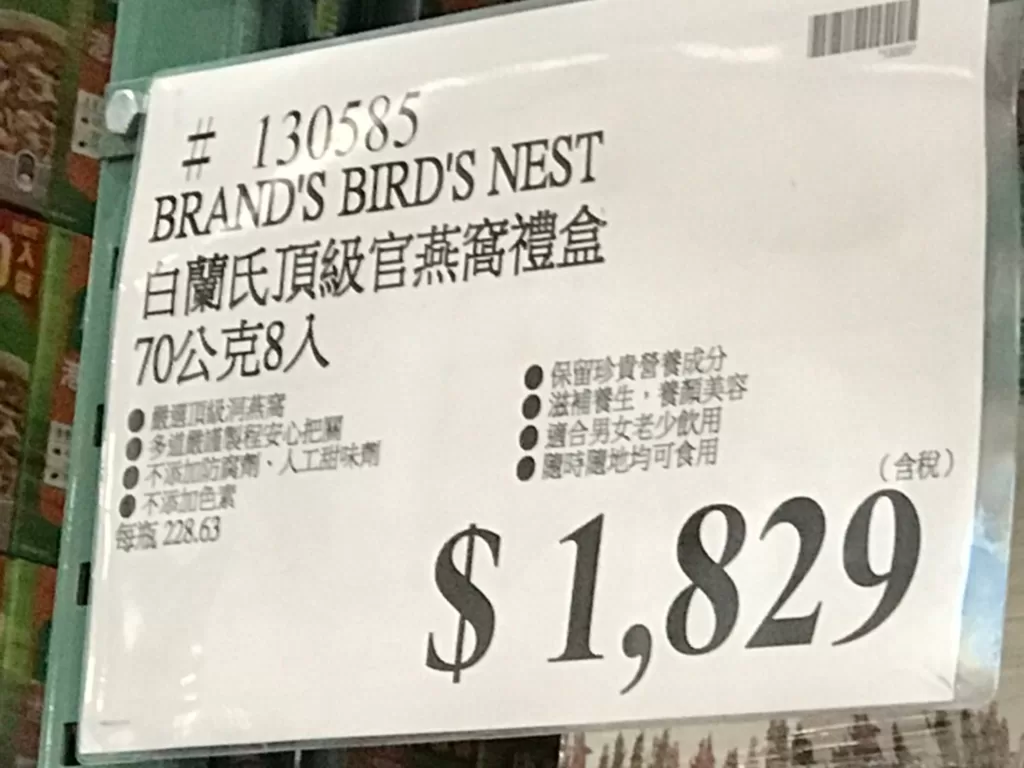 # 130585
BRAND'S BIRD'S NEST
白蘭氏頂級官燕窩禮盒
70公克8入
● 嚴選頂級洞燕窩
● 多道嚴謹製程安心把關
● 不添加防腐劑、人工甜味劑
● 不添加色素
每瓶 228.63
● 保留珍貴營養成分
● 滋補養生，養顏美容
● 適合男女老少飲用
● 隨時隨地均可食用
（含稅）
$ 1,829